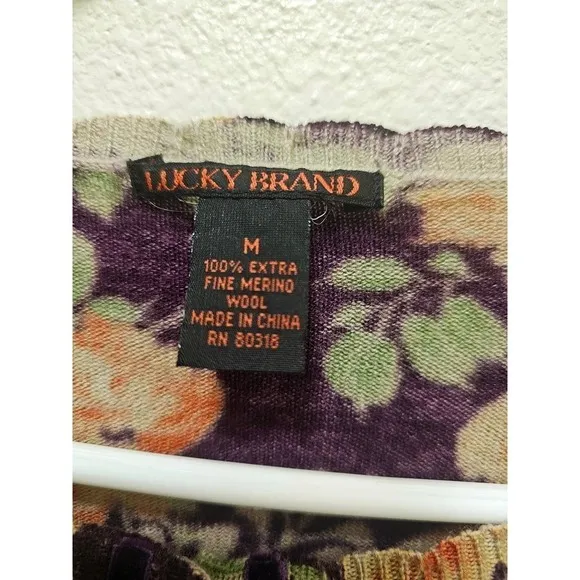 LUCKY BRAND
M
100% EXTRA
FINE MERINO
WOOL
MADE IN CHINA
RN 80318